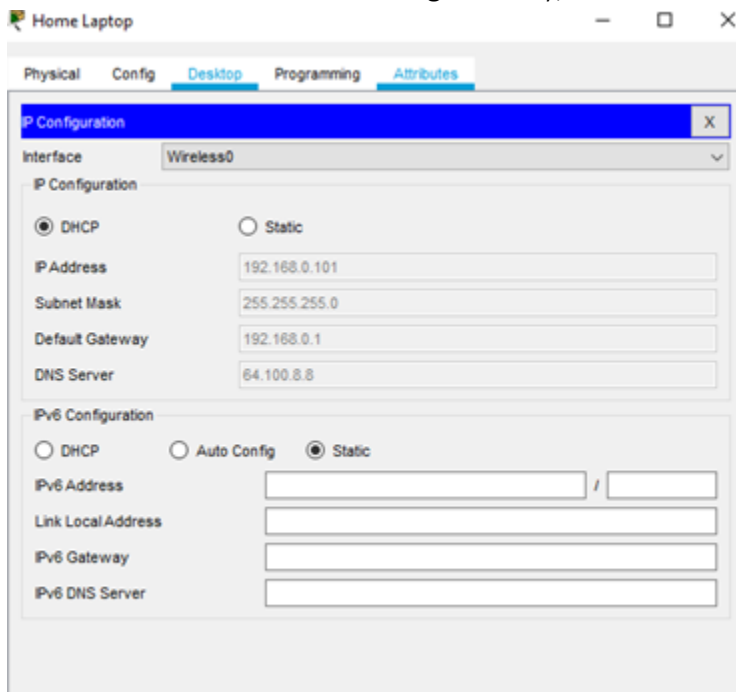 Home Laptop
Physical Config Desktop Programming Attributes
IP Configuration X
Interface Wireless0
IP Configuration
DHCP Static
IP Address 192.168.0.101
Subnet Mask 255.255.255.0
Default Gateway 192.168.0.1
DNS Server 64.100.8.8
IPv6 Configuration
DHCP Auto Config Static
IPv6 Address /
Link Local Address
IPv6 Gateway
IPv6 DNS Server